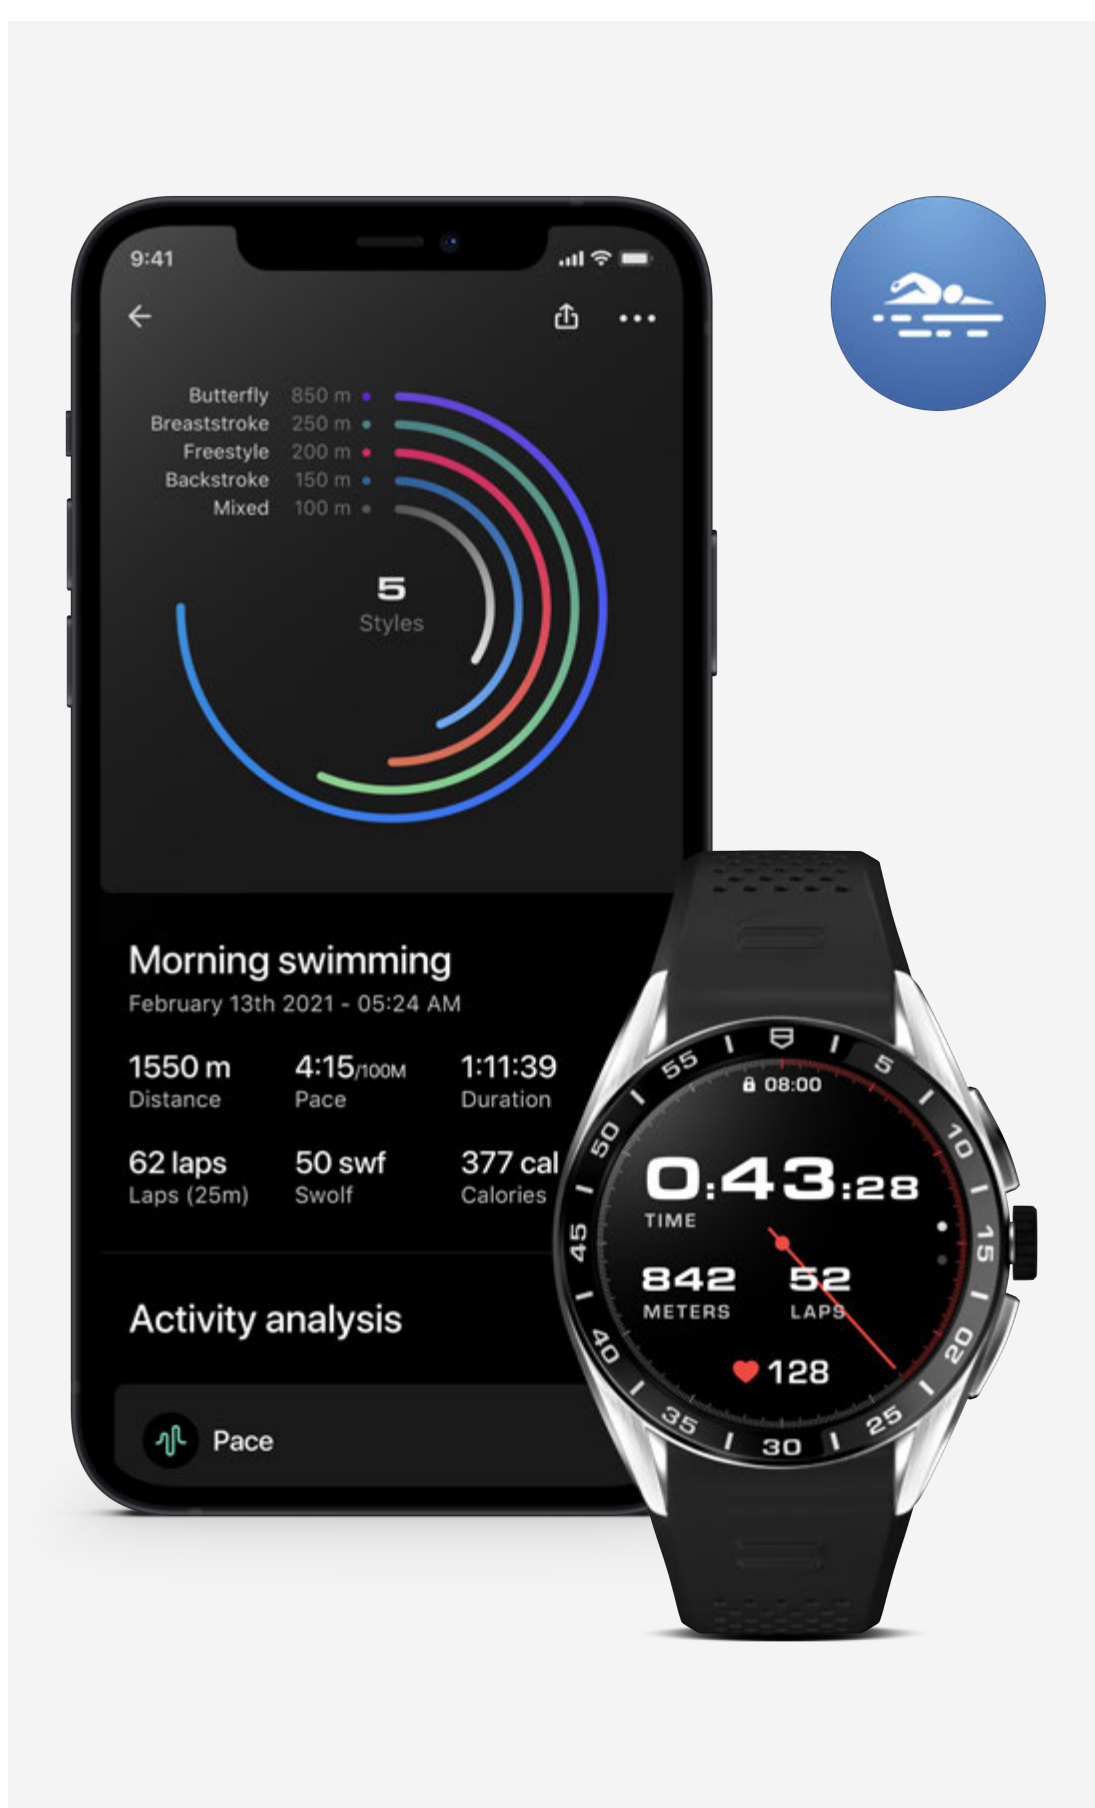 9:41
Butterfly 850 m
Breaststroke 250 m
Freestyle 200 m
Backstroke 150 m
Mixed 100 m
5
Styles
Morning swimming
February 13th 2021 - 05:24 AM
1550 m 4:15/100M 1:11:39
Distance Pace Duration
62 laps 50 swf 377 cal
Laps (25m) Swolf Calories
Activity analysis
Pace
5
10
15
20
25
30
35
40
45
50
55
08:00
0:43:28
TIME
842 52
METERS LAPS
128